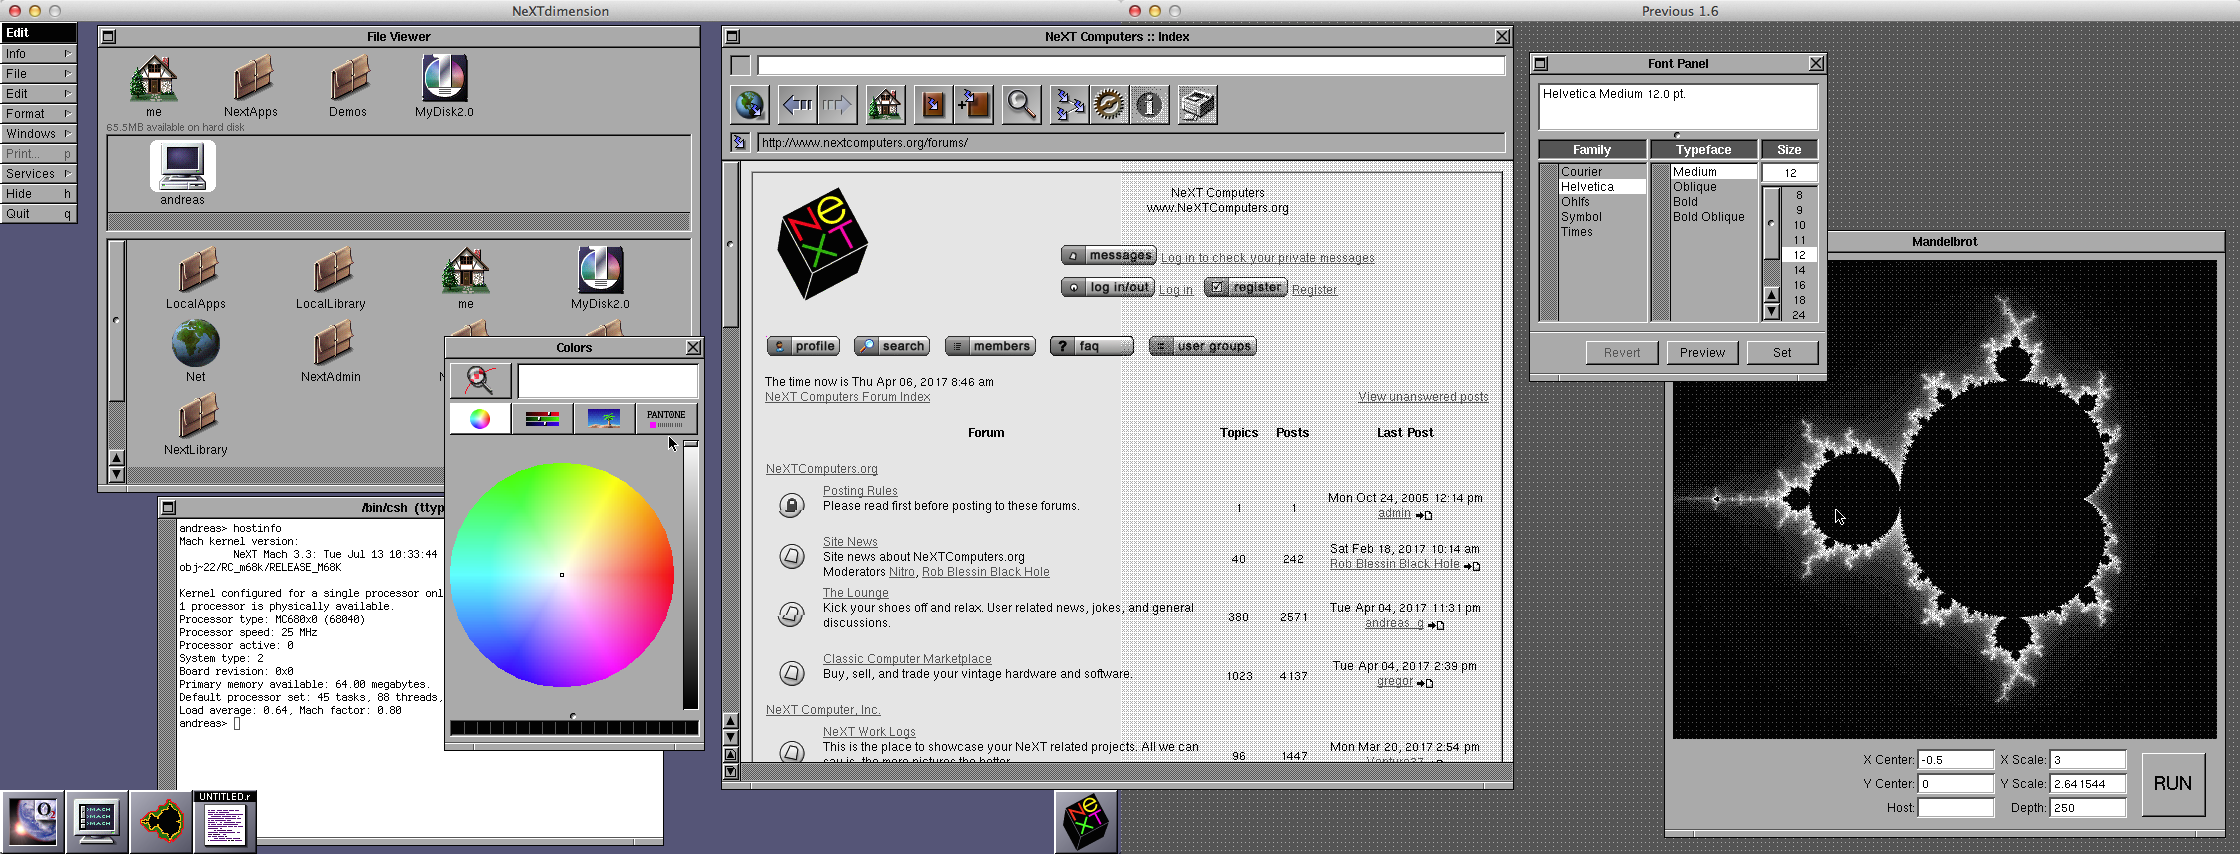 NeXTdimension
Previous 1.6
Edit
Info
File
Edit
Format
Windows
Print... p
Services
Hide h
Quit q
File Viewer
me
NextApps
Demos
MyDisk2.0
65.5MB available on hard disk
andreas
LocalApps
LocalLibrary
me
MyDisk2.0
Net
NextAdmin
NextLibrary
/bin/csh (ttyp
andreas> hostinfo
Mach kernel version:
NeXT Mach 3.3: Tue Jul 13 10:33:44
obj~22/RC_m68k/RELEASE_M68K
Kernel configured for a single processor onl
1 processor is physically available.
Processor type: MC680x0 (68040)
Processor speed: 25 MHz
Processor active: 0
System type: 2
Board revision: 0x0
Primary memory available: 64.00 megabytes.
Default processor set: 45 tasks, 88 threads,
Load average: 0.64, Mach factor: 0.80
andreas>
Colors
PANTONE
UNTITLED.r
NeXT Computers :: Index
http://www.nextcomputers.org/forums/
NeXT
NeXT Computers
www.NeXTComputers.org
messages Log in to check your private messages
log in/out Log in register Register
profile search members faq user groups
The time now is Thu Apr 06, 2017 8:46 am
NeXT Computers Forum Index View unanswered posts
Forum Topics Posts Last Post
NeXTComputers.org
Posting Rules
Please read first before posting to these forums.
1 1
Mon Oct 24, 2005 12:14 pm
admin
Site News
Site news about NeXTComputers.org
Moderators Nitro, Rob Blessin Black Hole
40 242
Sat Feb 18, 2017 10:14 am
Rob Blessin Black Hole
The Lounge
Kick your shoes off and relax. User related news, jokes, and general
discussions.
380 2571
Tue Apr 04, 2017 11:31 pm
andreas_g
Classic Computer Marketplace
Buy, sell, and trade your vintage hardware and software.
1023 4137
Tue Apr 04, 2017 2:39 pm
gregor
NeXT Computer, Inc.
NeXT Work Logs
This is the place to showcase your NeXT related projects. All we can
96 1447
Mon Mar 20, 2017 2:54 pm
NeXT
Font Panel
Helvetica Medium 12.0 pt.
Family Typeface Size
Courier
Helvetica
Ohlfs
Symbol
Times
Medium
Oblique
Bold
Bold Oblique
12
8
9
10
11
12
14
16
18
24
Revert Preview Set
Mandelbrot
X Center: -0.5 X Scale: 3
Y Center: 0 Y Scale: 2.641544
Host: Depth: 250
RUN